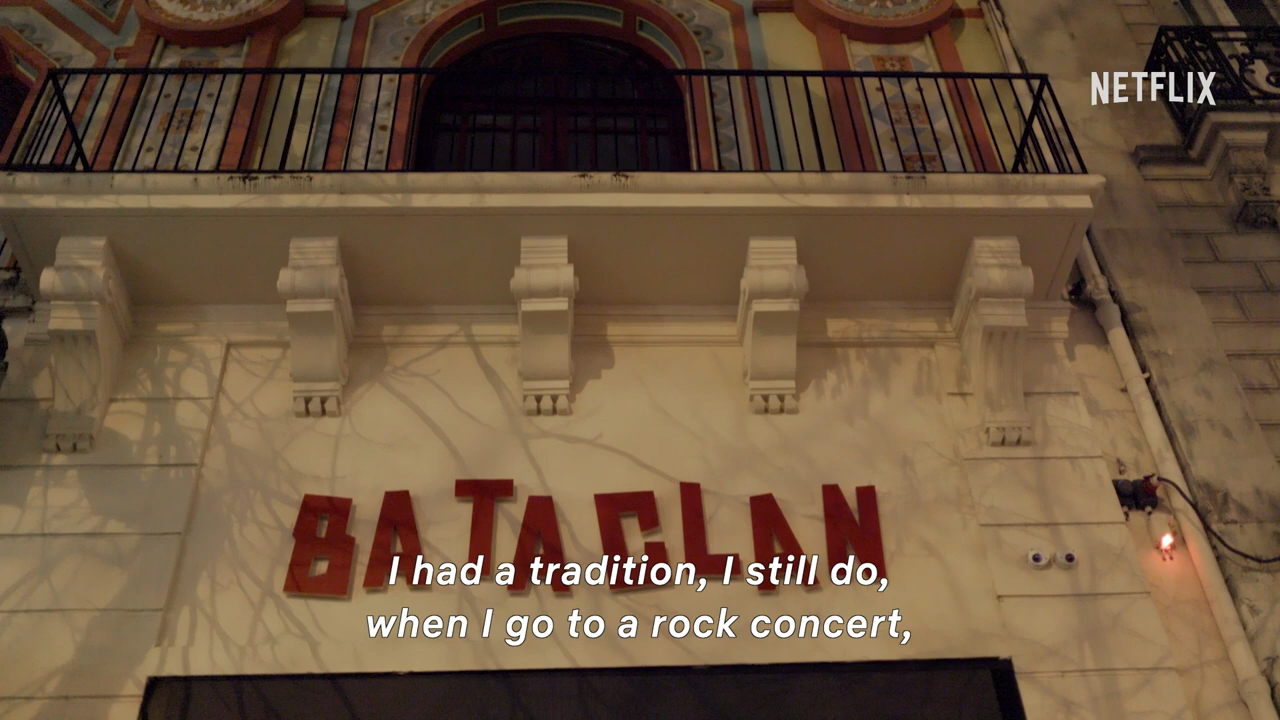 NETFLIX
BATACLAN
I had a tradition, I still do,
when I go to a rock concert,